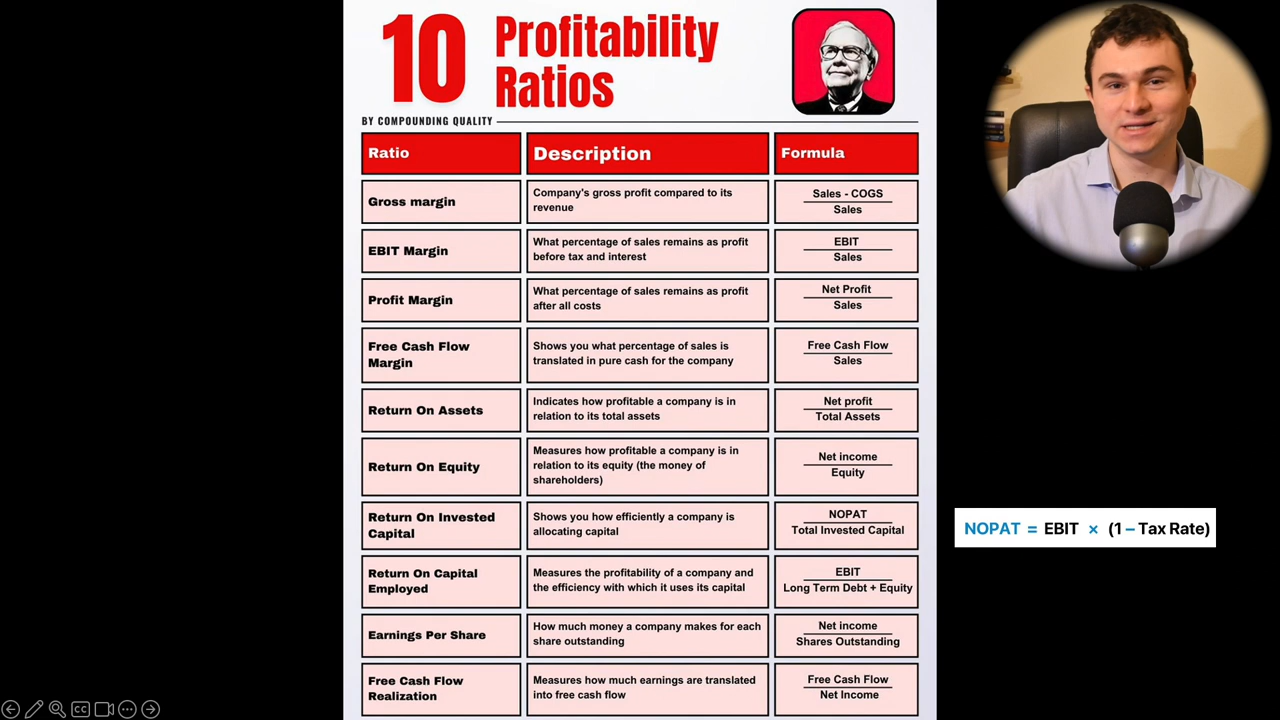 10
Profitability
Ratios
BY COMPOUNDING QUALITY
Ratio
Description
Formula
Gross margin
Company's gross profit compared to its
revenue
Sales - COGS
Sales
EBIT Margin
What percentage of sales remains as profit
before tax and interest
EBIT
Sales
Profit Margin
What percentage of sales remains as profit
after all costs
Net Profit
Sales
Free Cash Flow
Margin
Shows you what percentage of sales is
translated in pure cash for the company
Free Cash Flow
Sales
Return On Assets
Indicates how profitable a company is in
relation to its total assets
Net profit
Total Assets
Return On Equity
Measures how profitable a company is in
relation to its equity (the money of
shareholders)
Net income
Equity
Return On Invested
Capital
Shows you how efficiently a company is
allocating capital
NOPAT
Total Invested Capital
Return On Capital
Employed
Measures the profitability of a company and
the efficiency with which it uses its capital
EBIT
Long Term Debt + Equity
Earnings Per Share
How much money a company makes for each
share outstanding
Net income
Shares Outstanding
Free Cash Flow
Realization
Measures how much earnings are translated
into free cash flow
Free Cash Flow
Net Income
NOPAT = EBIT × (1 – Tax Rate)
CC